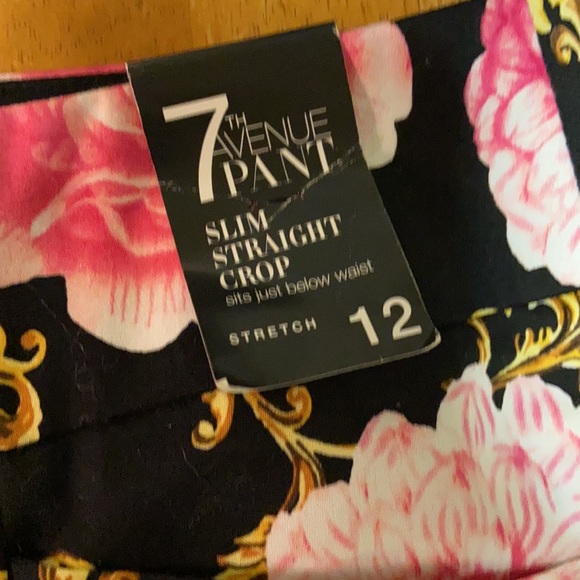 7TH
AVENUE
PANT
SLIM
STRAIGHT
CROP
sits just below waist
STRETCH 12